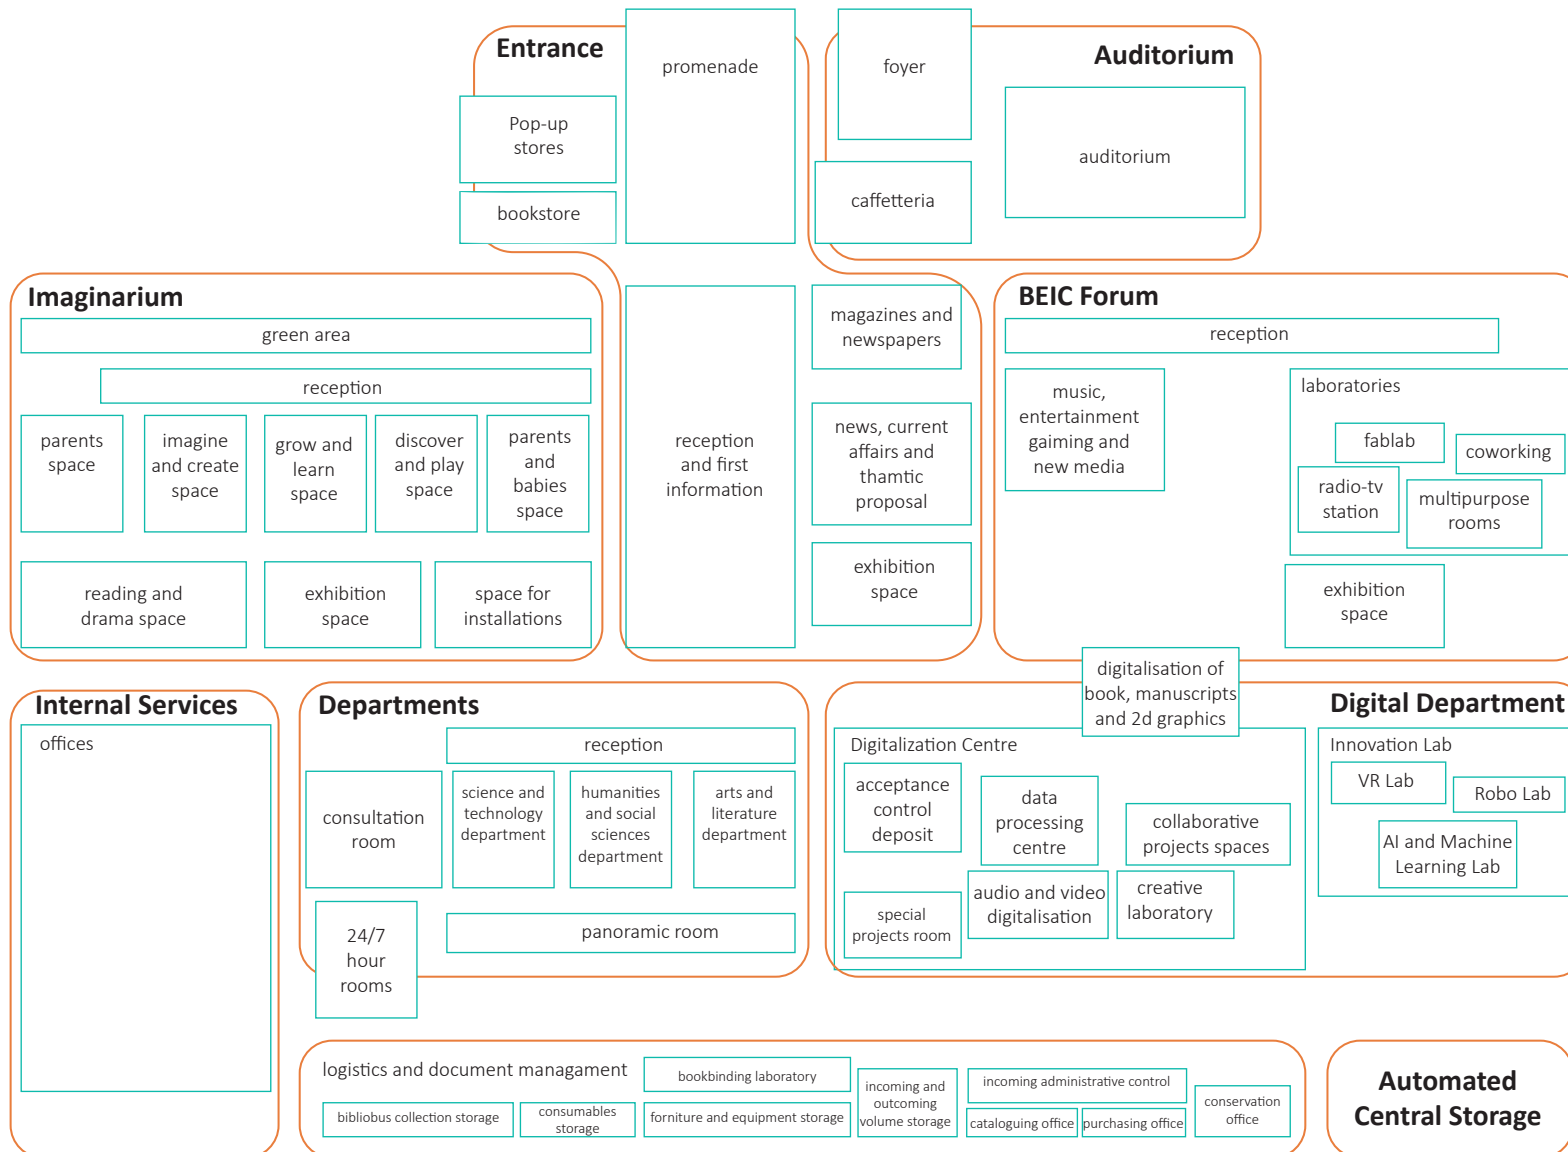 Entrance
promenade
Pop-up
stores
bookstore
foyer
Auditorium
auditorium
caffetteria
Imaginarium
green area
reception
parents
space
imagine
and create
space
grow and
learn
space
discover
and play
space
parents
and
babies
space
reading and
drama space
exhibition
space
space for
installations
reception
and first
information
magazines and
newspapers
news, current
affairs and
thamtic
proposal
exhibition
space
BEIC Forum
reception
music,
entertainment
gaiming and
new media
laboratories
fablab
coworking
radio-tv
station
multipurpose
rooms
exhibition
space
Internal Services
offices
Departments
reception
consultation
room
science and
technology
department
humanities
and social
sciences
department
arts and
literature
department
24/7
hour
rooms
panoramic room
digitalisation of
book, manuscripts
and 2d graphics
Digital Department
Digitalization Centre
acceptance
control
deposit
data
processing
centre
collaborative
projects spaces
special
projects room
audio and video
digitalisation
creative
laboratory
Innovation Lab
VR Lab
Robo Lab
AI and Machine
Learning Lab
logistics and document managament
bookbinding laboratory
bibliobus collection storage
consumables
storage
forniture and equipment storage
incoming and
outcoming
volume storage
incoming administrative control
cataloguing office
purchasing office
conservation
office
Automated
Central Storage